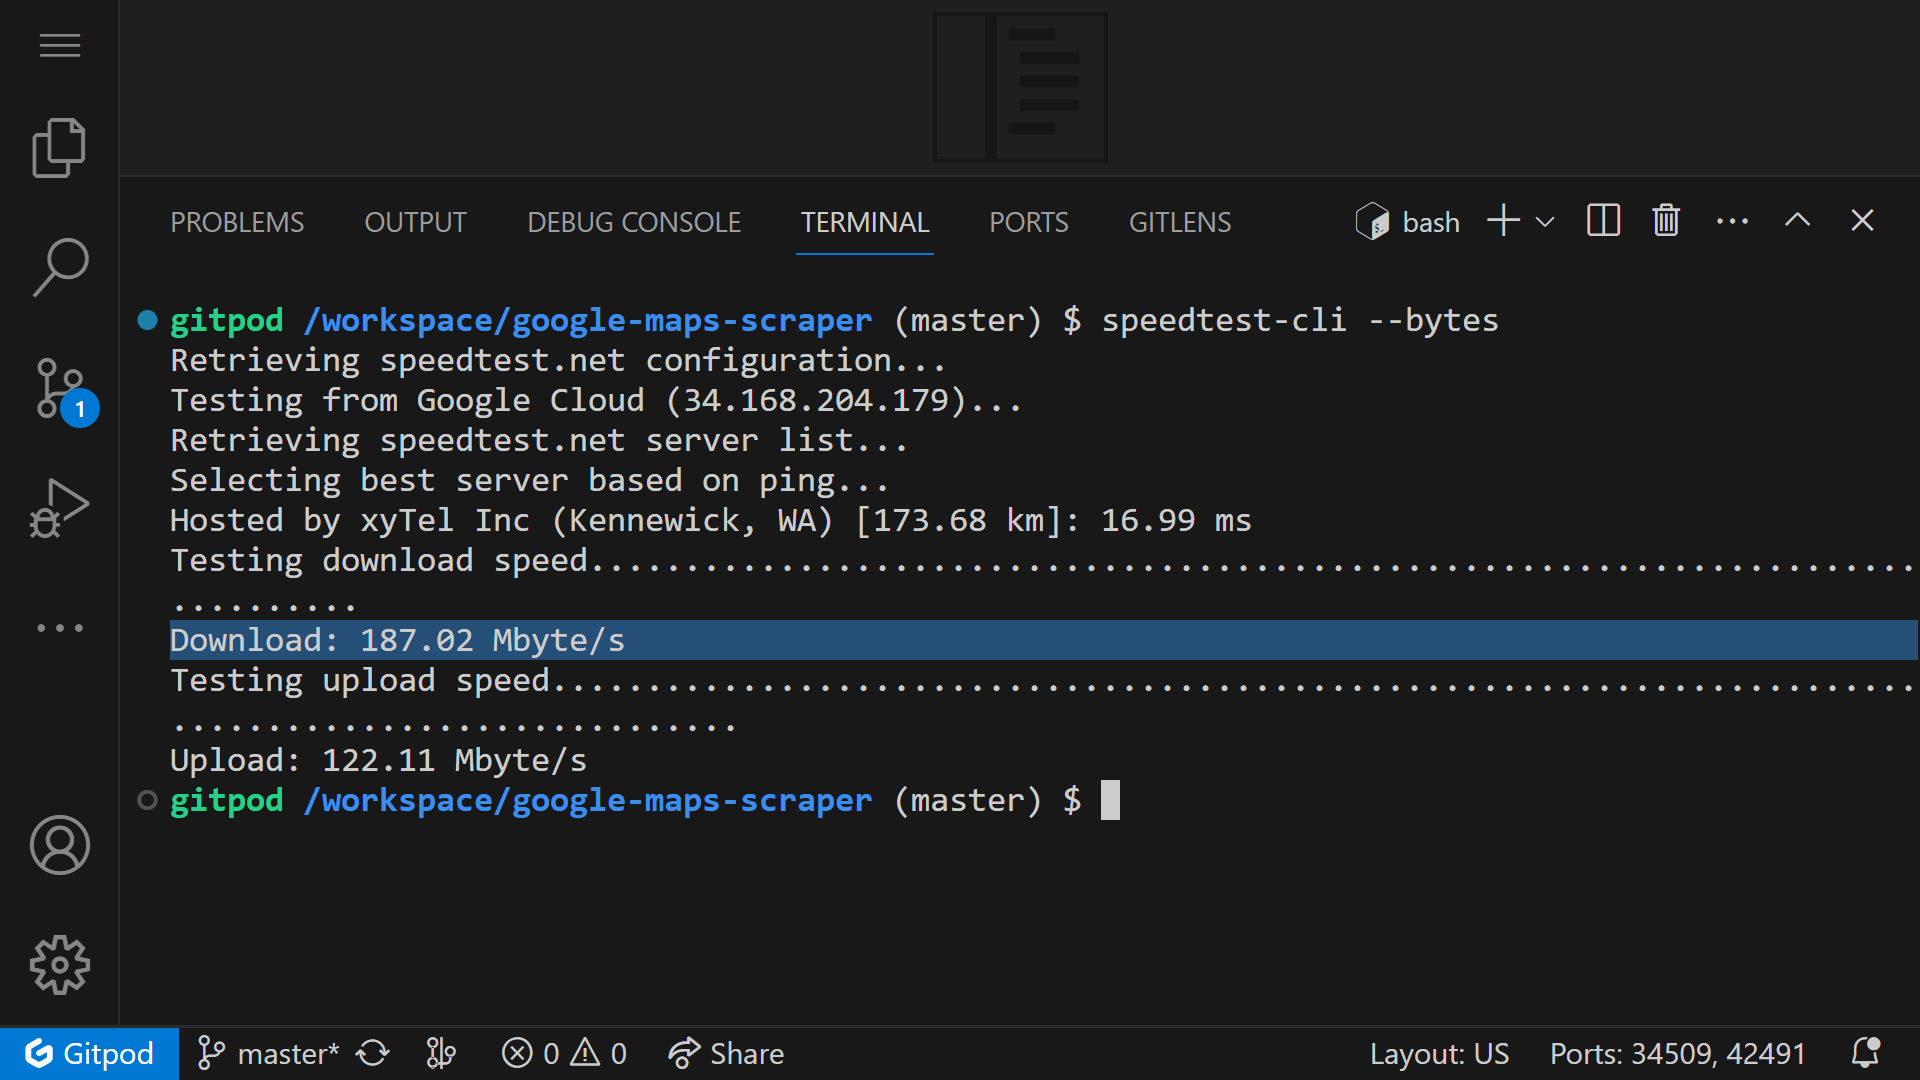 PROBLEMS OUTPUT DEBUG CONSOLE TERMINAL PORTS GITLENS bash
gitpod /workspace/google-maps-scraper (master) $ speedtest-cli --bytes
Retrieving speedtest.net configuration...
Testing from Google Cloud (34.168.204.179)...
Retrieving speedtest.net server list...
Selecting best server based on ping...
Hosted by xyTel Inc (Kennewick, WA) [173.68 km]: 16.99 ms
Testing download speed......................................................................
..........
Download: 187.02 Mbyte/s
Testing upload speed........................................................................
..............................
Upload: 122.11 Mbyte/s
gitpod /workspace/google-maps-scraper (master) $
1
Gitpod master* 0 0 Share Layout: US Ports: 34509, 42491